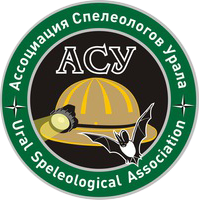 Ассоциация Спелеологов Урала
АСУ
Ural Speleological Association